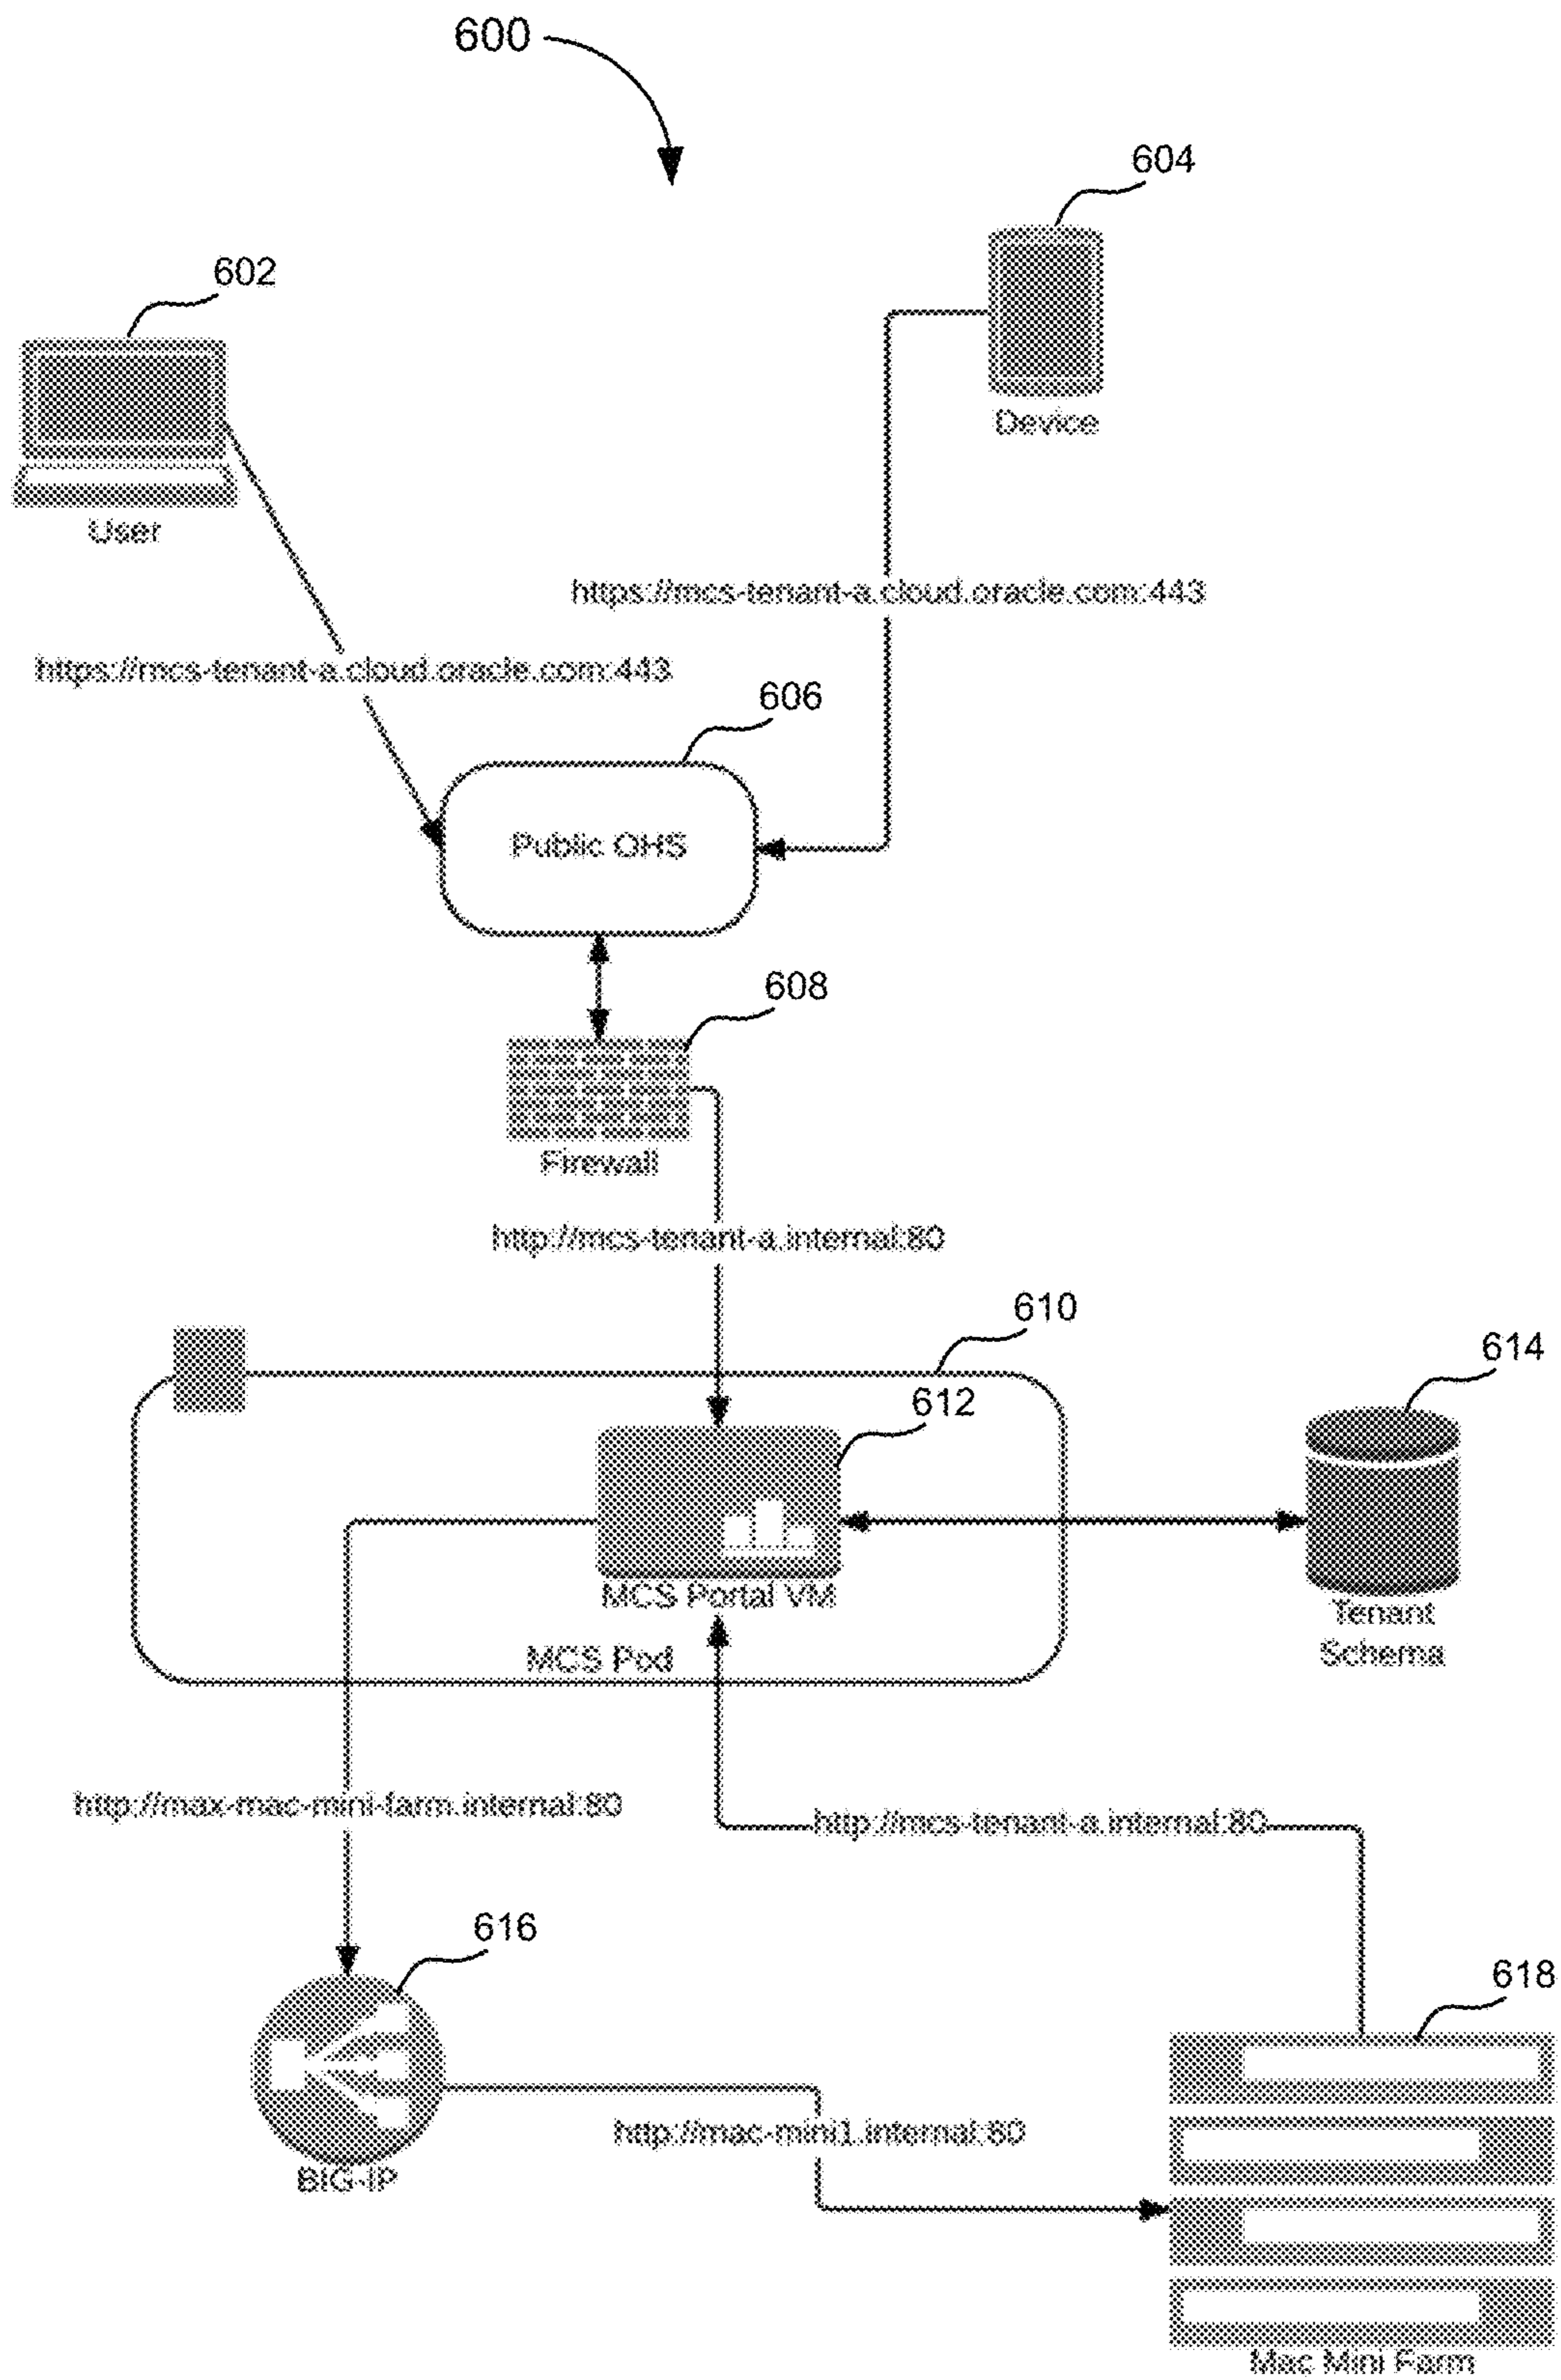 600
604
602
Device
User
https://mcs-tenant-a.cloud.oracle.com:443
https://mcs-tenant-a.cloud.oracle.com:443
606
Public OHS
608
Firewall
http://mcs-tenant-a.internal:80
610
614
612
MCS Portal VM
Tenant
Schema
MCS Pod
http://max-mac-mini-farm.internal:80
http://mcs-tenant-a.internal:80
616
618
http://mac-mini1.internal:80
BIG-IP
Mac Mini Farm